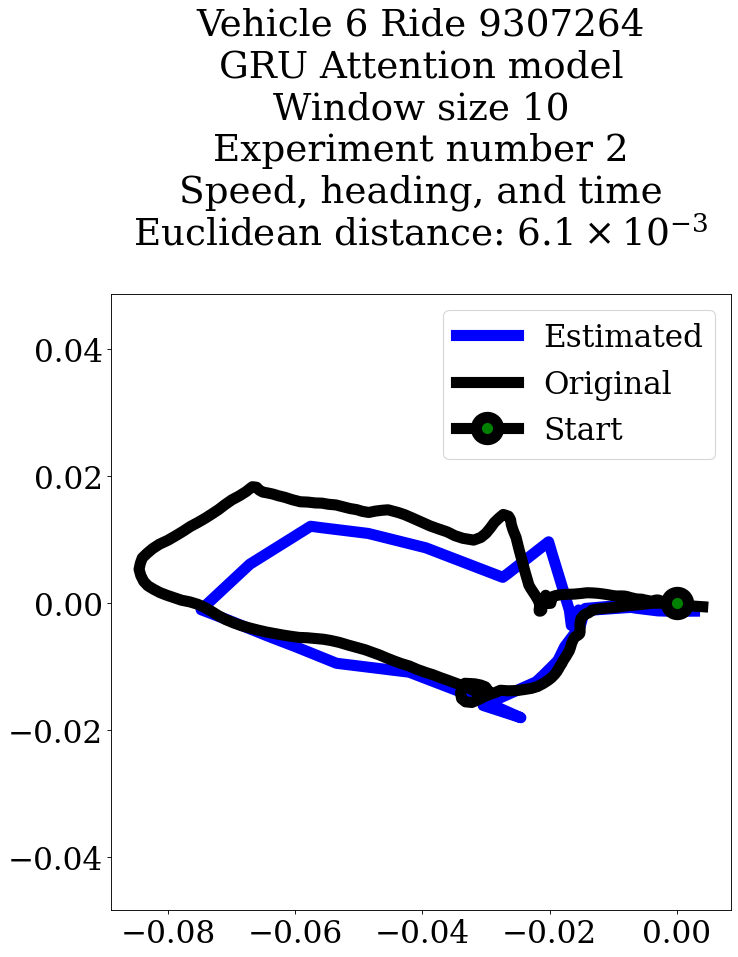 Vehicle 6 Ride 9307264
GRU Attention model
Window size 10
Experiment number 2
Speed, heading, and time
Euclidean distance: 6.1 × 10⁻³
Estimated
Original
Start
0.04
0.02
0.00
−0.02
−0.04
−0.08 −0.06 −0.04 −0.02 0.00